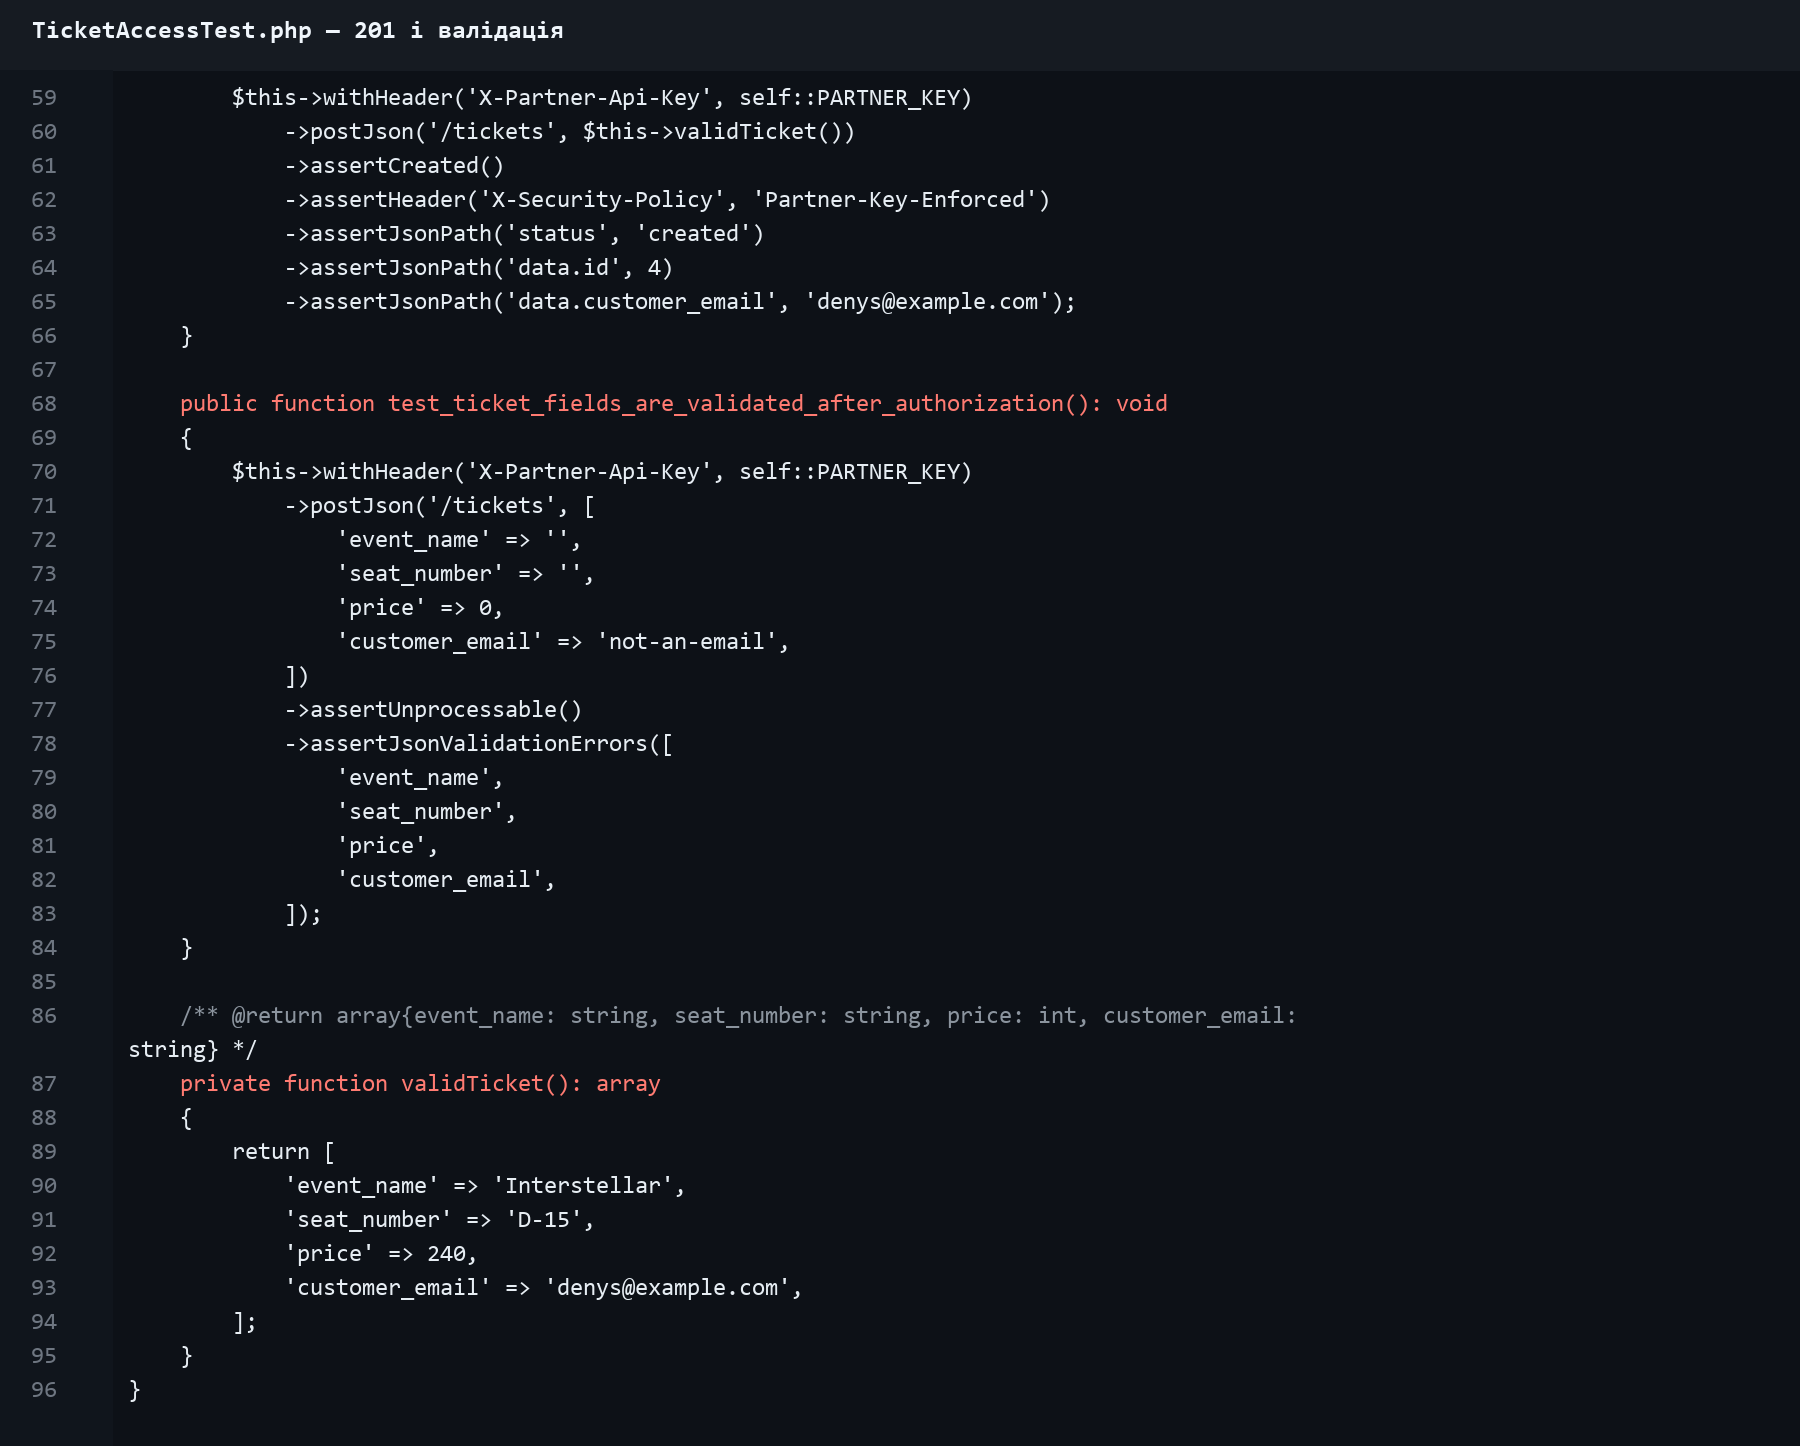 TicketAccessTest.php — 201 і валідація
59         $this->withHeader('X-Partner-Api-Key', self::PARTNER_KEY)
60             ->postJson('/tickets', $this->validTicket())
61             ->assertCreated()
62             ->assertHeader('X-Security-Policy', 'Partner-Key-Enforced')
63             ->assertJsonPath('status', 'created')
64             ->assertJsonPath('data.id', 4)
65             ->assertJsonPath('data.customer_email', 'denys@example.com');
66     }
67
68     public function test_ticket_fields_are_validated_after_authorization(): void
69     {
70         $this->withHeader('X-Partner-Api-Key', self::PARTNER_KEY)
71             ->postJson('/tickets', [
72                 'event_name' => '',
73                 'seat_number' => '',
74                 'price' => 0,
75                 'customer_email' => 'not-an-email',
76             ])
77             ->assertUnprocessable()
78             ->assertJsonValidationErrors([
79                 'event_name',
80                 'seat_number',
81                 'price',
82                 'customer_email',
83             ]);
84     }
85
86     /** @return array{event_name: string, seat_number: string, price: int, customer_email:
string} */
87     private function validTicket(): array
88     {
89         return [
90             'event_name' => 'Interstellar',
91             'seat_number' => 'D-15',
92             'price' => 240,
93             'customer_email' => 'denys@example.com',
94         ];
95     }
96 }